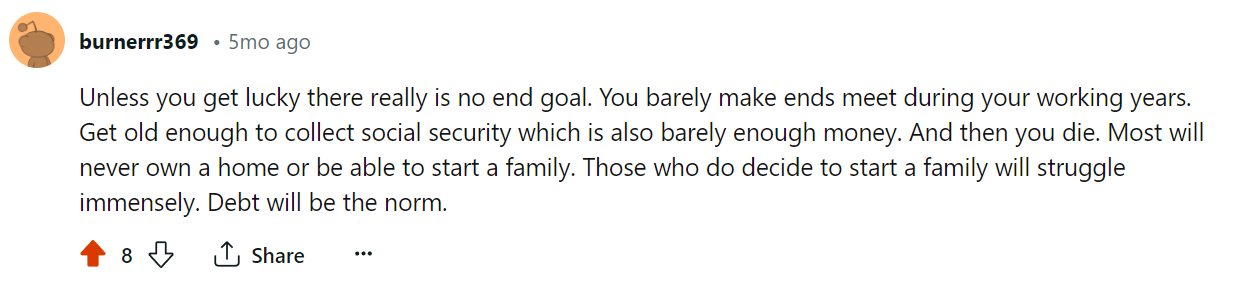 burnerrr369 • 5mo ago
Unless you get lucky there really is no end goal. You barely make ends meet during your working years.
Get old enough to collect social security which is also barely enough money. And then you die. Most will
never own a home or be able to start a family. Those who do decide to start a family will struggle
immensely. Debt will be the norm.
8 Share ...